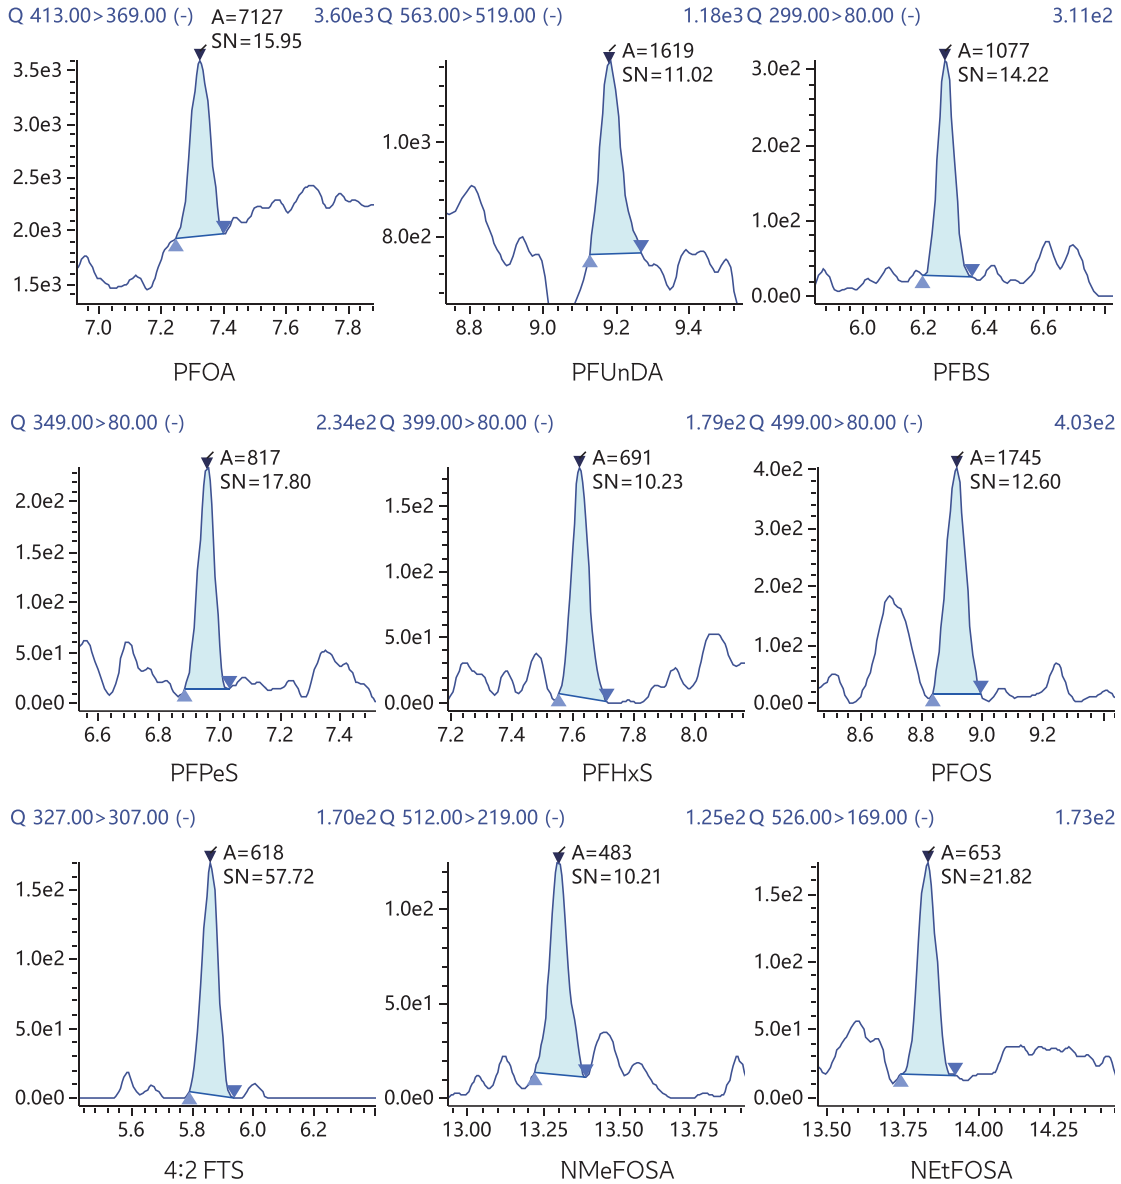 Q 413.00>369.00 (-) A=7127 3.60e3
SN=15.95
3.5e3
3.0e3
2.5e3
2.0e3
1.5e3
7.0 7.2 7.4 7.6 7.8
PFOA
Q 563.00>519.00 (-) 1.18e3
A=1619
SN=11.02
1.0e3
8.0e2
8.8 9.0 9.2 9.4
PFUnDA
Q 299.00>80.00 (-) 3.11e2
A=1077
SN=14.22
3.0e2
2.0e2
1.0e2
0.0e0
6.0 6.2 6.4 6.6
PFBS
Q 349.00>80.00 (-) 2.34e2
A=817
SN=17.80
2.0e2
1.5e2
1.0e2
5.0e1
0.0e0
6.6 6.8 7.0 7.2 7.4
PFPeS
Q 399.00>80.00 (-) 1.79e2
A=691
SN=10.23
1.5e2
1.0e2
5.0e1
0.0e0
7.2 7.4 7.6 7.8 8.0
PFHxS
Q 499.00>80.00 (-) 4.03e2
A=1745
SN=12.60
4.0e2
3.0e2
2.0e2
1.0e2
0.0e0
8.6 8.8 9.0 9.2
PFOS
Q 327.00>307.00 (-) 1.70e2
A=618
SN=57.72
1.5e2
1.0e2
5.0e1
0.0e0
5.6 5.8 6.0 6.2
4:2 FTS
Q 512.00>219.00 (-) 1.25e2
A=483
SN=10.21
1.0e2
5.0e1
0.0e0
13.00 13.25 13.50 13.75
NMeFOSA
Q 526.00>169.00 (-) 1.73e2
A=653
SN=21.82
1.5e2
1.0e2
5.0e1
0.0e0
13.50 13.75 14.00 14.25
NEtFOSA